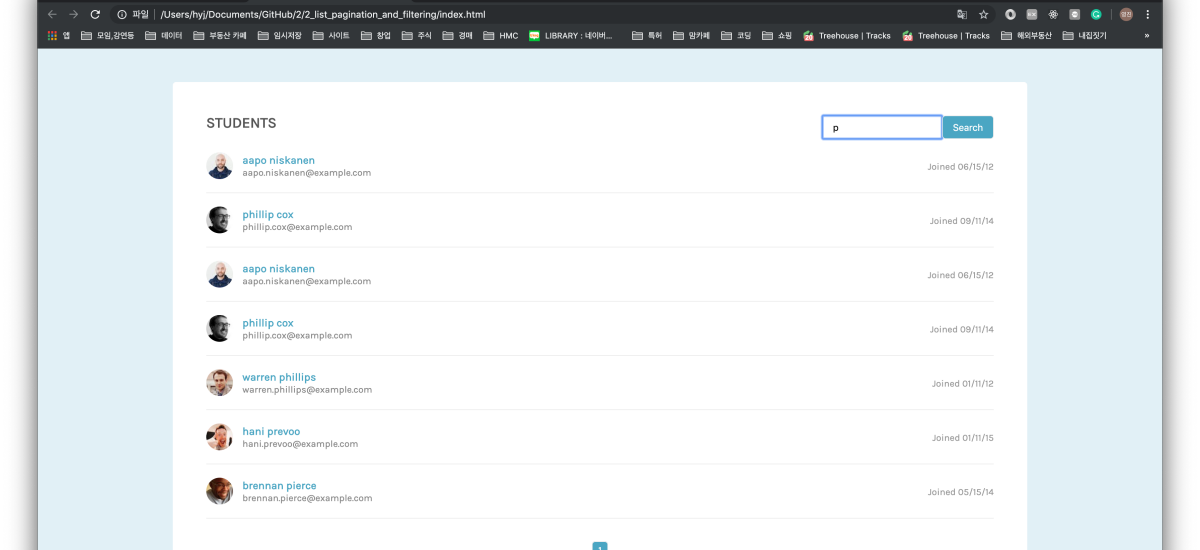 파일 /Users/hyj/Documents/GitHub/2/2_list_pagination_and_filtering/index.html
앱 모임,강연등 데이터 부동산 카페 임시저장 사이트 창업 주식 경매 HMC LIBRARY : 네이버... 특허 맘카페 코딩 쇼핑 Treehouse | Tracks Treehouse | Tracks 해외부동산 내집짓기 »
STUDENTS
p Search
aapo niskanen
aapo.niskanen@example.com
Joined 06/15/12
phillip cox
phillip.cox@example.com
Joined 09/11/14
aapo niskanen
aapo.niskanen@example.com
Joined 06/15/12
phillip cox
phillip.cox@example.com
Joined 09/11/14
warren phillips
warren.phillips@example.com
Joined 01/11/12
hani prevoo
hani.prevoo@example.com
Joined 01/11/15
brennan pierce
brennan.pierce@example.com
Joined 05/15/14
1